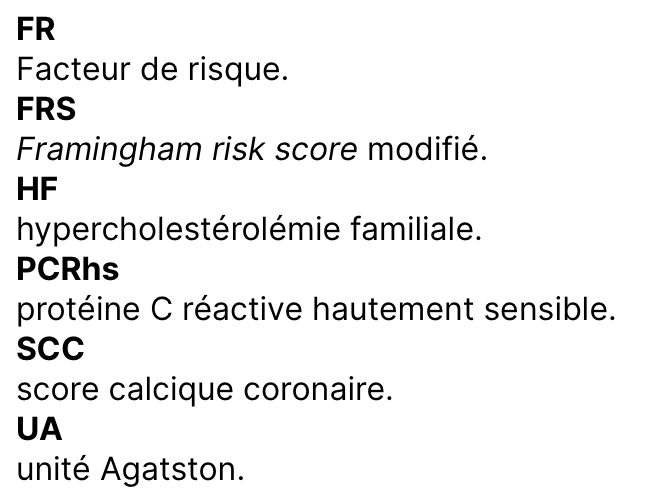 FR
Facteur de risque.
FRS
Framingham risk score modifié.
HF
hypercholestérolémie familiale.
PCRhs
protéine C réactive hautement sensible.
SCC
score calcique coronaire.
UA
unité Agatston.